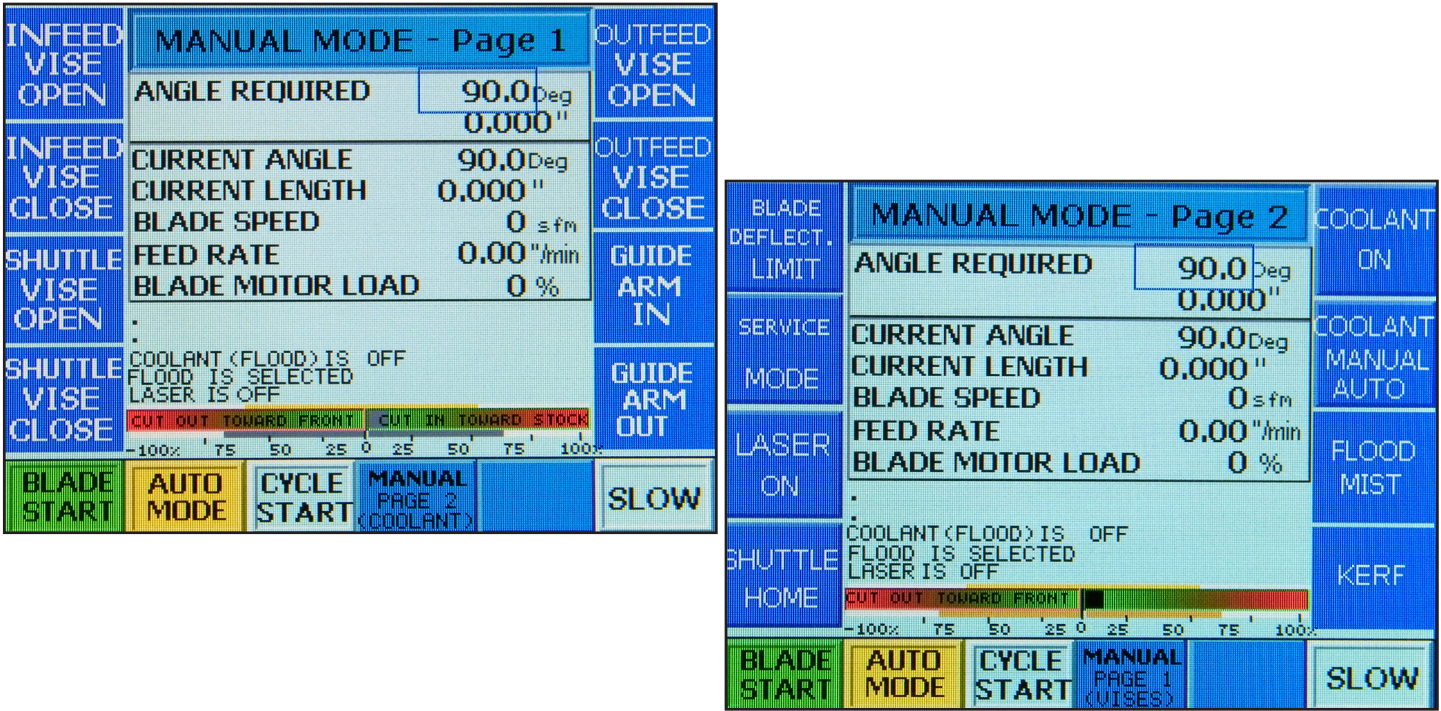 INFEED
VISE
OPEN
INFEED
VISE
CLOSE
SHUTTLE
VISE
OPEN
SHUTTLE
VISE
CLOSE
MANUAL MODE - Page 1
ANGLE REQUIRED 90.0 Deg
0.000"
CURRENT ANGLE 90.0 Deg
CURRENT LENGTH 0.000 "
BLADE SPEED 0 sfm
FEED RATE 0.00 "/min
BLADE MOTOR LOAD 0 %
.
.
COOLANT (FLOOD) IS OFF
FLOOD IS SELECTED
LASER IS OFF
CUT OUT TOWARD FRONT CUT IN TOWARD STOCK
-100% 75 50 25 0 25 50 75 100%
OUTFEED
VISE
OPEN
OUTFEED
VISE
CLOSE
GUIDE
ARM
IN
GUIDE
ARM
OUT
BLADE
START
AUTO
MODE
CYCLE
START
MANUAL
PAGE 2
(COOLANT)
SLOW
BLADE
DEFLECT.
LIMIT
SERVICE
MODE
LASER
ON
SHUTTLE
HOME
MANUAL MODE - Page 2
ANGLE REQUIRED 90.0 Deg
0.000"
CURRENT ANGLE 90.0 Deg
CURRENT LENGTH 0.000 "
BLADE SPEED 0 sfm
FEED RATE 0.00 "/min
BLADE MOTOR LOAD 0 %
.
.
COOLANT (FLOOD) IS OFF
FLOOD IS SELECTED
LASER IS OFF
CUT OUT TOWARD FRONT
-100% 75 50 25 0 25 50 75 100%
COOLANT
ON
COOLANT
MANUAL
AUTO
FLOOD
MIST
KERF
BLADE
START
AUTO
MODE
CYCLE
START
MANUAL
PAGE 1
(VISES)
SLOW